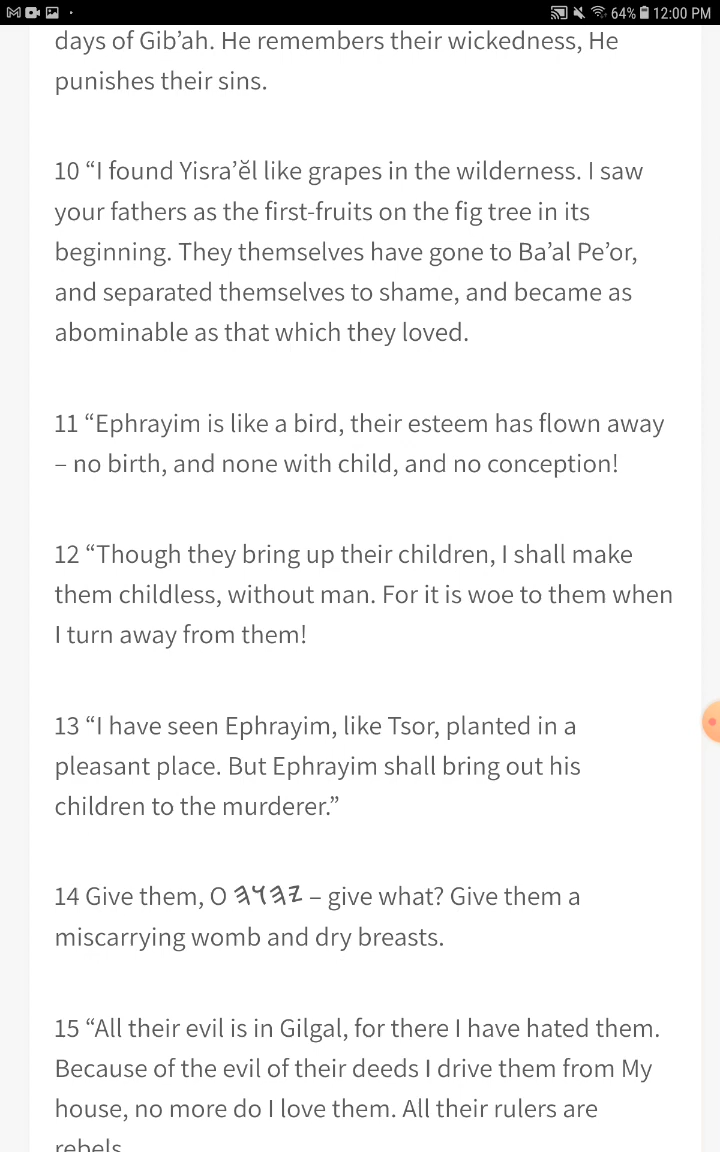 64% 12:00 PM
days of Gib’ah. He remembers their wickedness, He
punishes their sins.
10 “I found Yisra’ĕl like grapes in the wilderness. I saw
your fathers as the first-fruits on the fig tree in its
beginning. They themselves have gone to Ba’al Pe’or,
and separated themselves to shame, and became as
abominable as that which they loved.
11 “Ephrayim is like a bird, their esteem has flown away
– no birth, and none with child, and no conception!
12 “Though they bring up their children, I shall make
them childless, without man. For it is woe to them when
I turn away from them!
13 “I have seen Ephrayim, like Tsor, planted in a
pleasant place. But Ephrayim shall bring out his
children to the murderer.”
14 Give them, O 𐤉𐤄𐤅𐤄 – give what? Give them a
miscarrying womb and dry breasts.
15 “All their evil is in Gilgal, for there I have hated them.
Because of the evil of their deeds I drive them from My
house, no more do I love them. All their rulers are
rebels